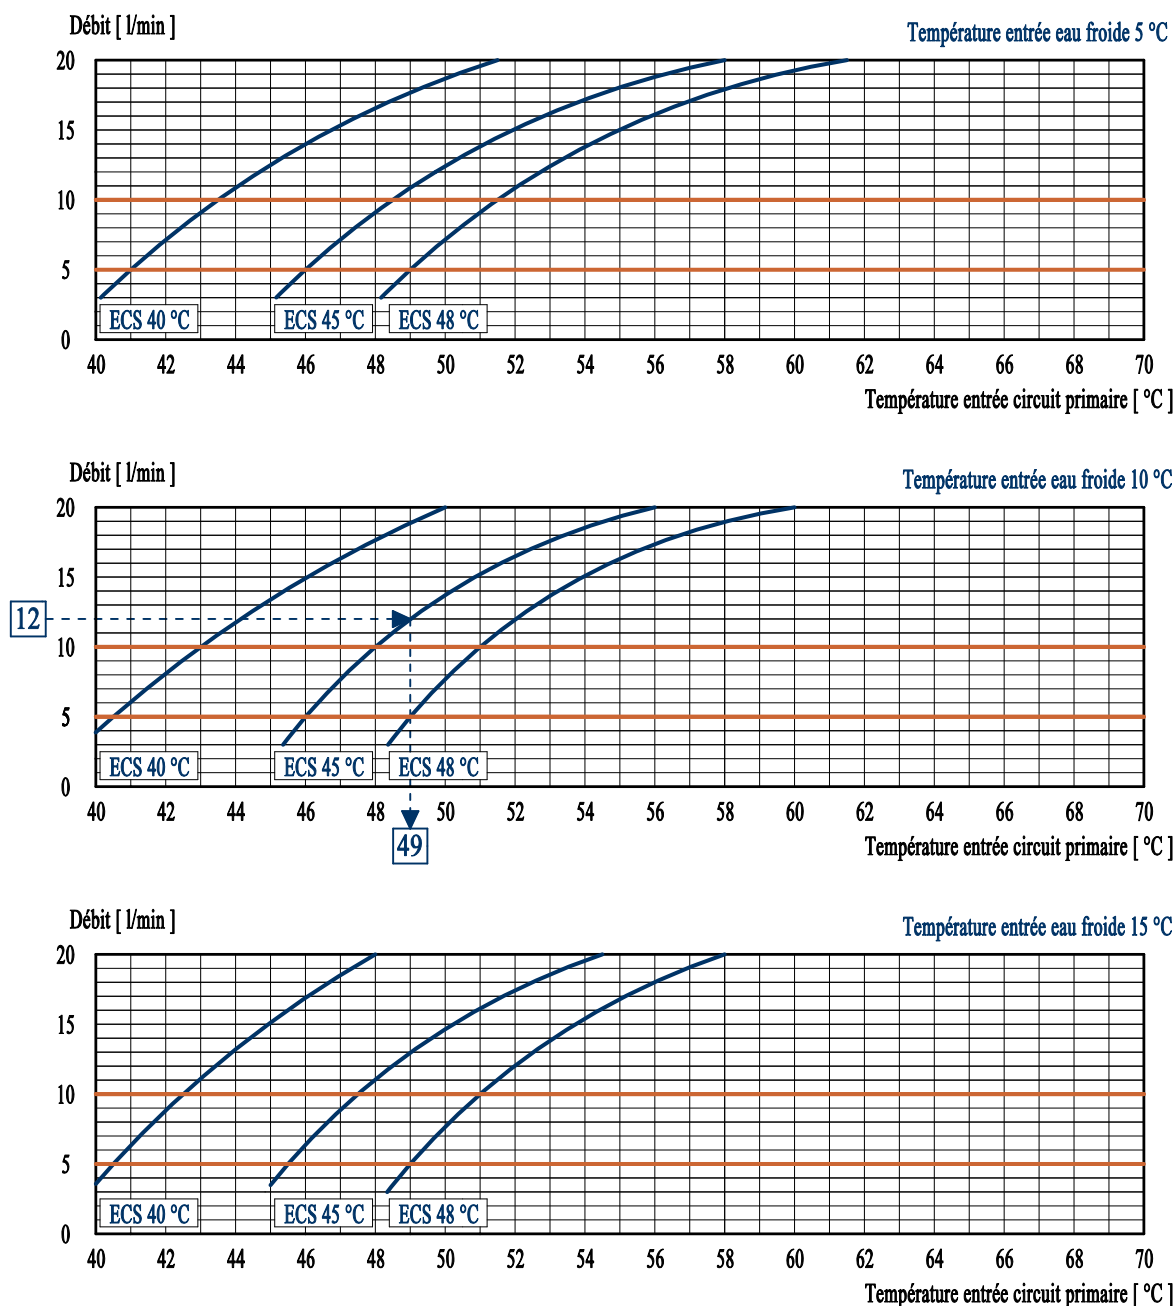 Débit [ l/min ]
Température entrée eau froide 5 °C
20
15
10
5
0
ECS 40 °C
ECS 45 °C
ECS 48 °C
40 42 44 46 48 50 52 54 56 58 60 62 64 66 68 70
Température entrée circuit primaire [ °C ]
Débit [ l/min ]
Température entrée eau froide 10 °C
20
15
12
10
5
0
ECS 40 °C
ECS 45 °C
ECS 48 °C
40 42 44 46 48 50 52 54 56 58 60 62 64 66 68 70
49
Température entrée circuit primaire [ °C ]
Débit [ l/min ]
Température entrée eau froide 15 °C
20
15
10
5
0
ECS 40 °C
ECS 45 °C
ECS 48 °C
40 42 44 46 48 50 52 54 56 58 60 62 64 66 68 70
Température entrée circuit primaire [ °C ]